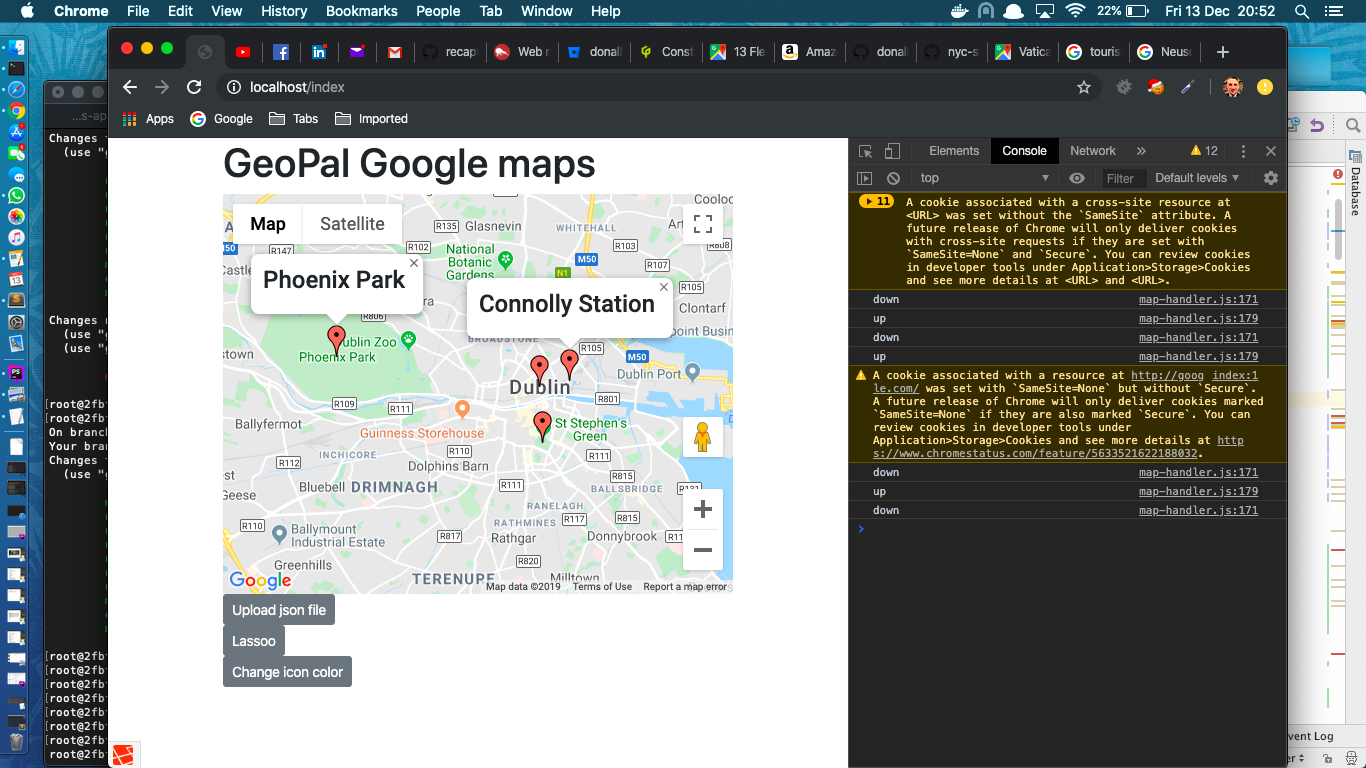 Chrome File Edit View History Bookmarks People Tab Window Help
22% Fri 13 Dec 20:52
recap Web r donall Const 13 Fle Amaz donal nyc-s Vatica touris Neuse
localhost/index
Apps Google Tabs Imported
...s-ap
Changes
(use "g
Changes
(use "g
(use "g
[root@2fb
[root@2fb
On branch
Your bran
Changes
(use "g
[root@2fb
[root@2fb
[root@2fb
[root@2fb
[root@2fb
[root@2fb
[root@2fb
root@2fb
GeoPal Google maps
Map Satellite
R135 Glasnevin
WHITEHALL
Cooloc
Art
M50
R147
R102
R103
R808
National
Botanic
Gardens
M50
R107
N1
Castle
Phoenix Park
Connolly Station
R105
Clontarf
R806
point Busin
Dublin Zoo
Phoenix Park
BROADSTONE
R105
M50
Dublin Port
stown
Dublin
R109
R111
R801
Ballyfermot
Guinness Storehouse
St Stephen's
Green
INCHICORE
R110
R111
R112
Dolphins Barn
R815
Bluebell DRIMNAGH
R111
BALLSBRIDGE
R131
Geese
RANELAGH
R110
Ballymount
Industrial Estate
RATHMINES
R117
R815
R817
Rathgar
Donnybrook
R11
Greenhills
R820
TERENURE
Milltown
Google
Map data ©2019 Terms of Use Report a map error
Upload json file
Lassoo
Change icon color
Elements Console Network » 12
top Filter Default levels
11 A cookie associated with a cross-site resource at
<URL> was set without the `SameSite` attribute. A
future release of Chrome will only deliver cookies
with cross-site requests if they are set with
`SameSite=None` and `Secure`. You can review cookies
in developer tools under Application>Storage>Cookies
and see more details at <URL> and <URL>.
down map-handler.js:171
up map-handler.js:179
down map-handler.js:171
up map-handler.js:179
A cookie associated with a resource at http://goog index:1
le.com/ was set with `SameSite=None` but without `Secure`.
A future release of Chrome will only deliver cookies marked
`SameSite=None` if they are also marked `Secure`. You can
review cookies in developer tools under
Application>Storage>Cookies and see more details at http
s://www.chromestatus.com/feature/5633521622188032.
down map-handler.js:171
up map-handler.js:179
down map-handler.js:171
Database
vent Log